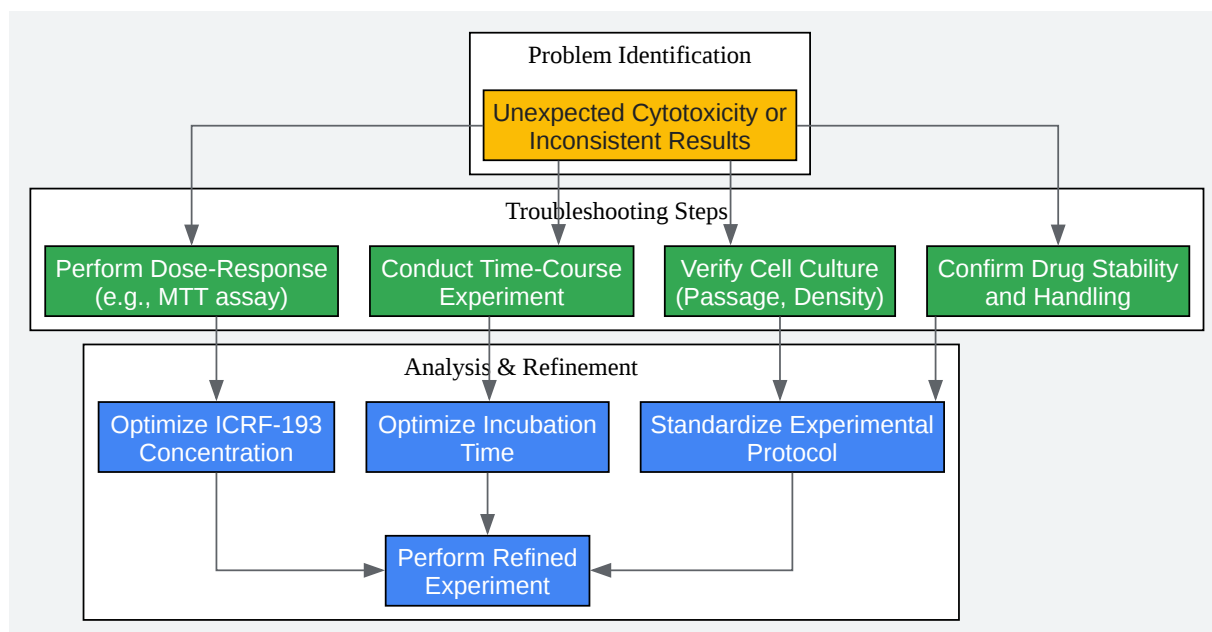 Problem Identification
Unexpected Cytotoxicity or
Inconsistent Results
Troubleshooting Steps
Perform Dose-Response
(e.g., MTT assay)
Conduct Time-Course
Experiment
Verify Cell Culture
(Passage, Density)
Confirm Drug Stability
and Handling
Analysis & Refinement
Optimize ICRF-193
Concentration
Optimize Incubation
Time
Standardize Experimental
Protocol
Perform Refined
Experiment